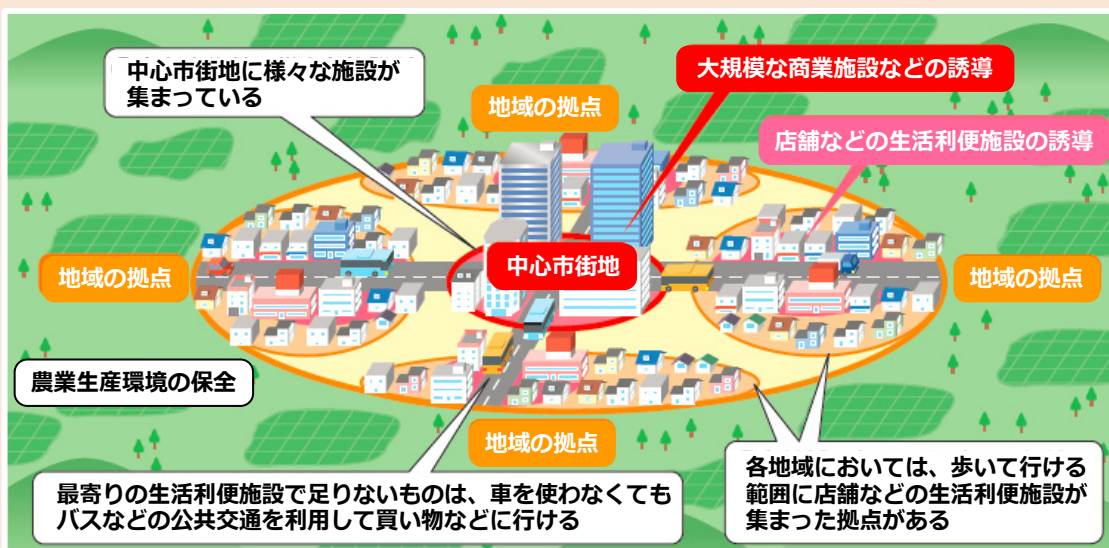 中心市街地に様々な施設が
集まっている
大規模な商業施設などの誘導
地域の拠点
店舗などの生活利便施設の誘導
地域の拠点
中心市街地
地域の拠点
農業生産環境の保全
地域の拠点
最寄りの生活利便施設で足りないものは、車を使わなくても
バスなどの公共交通を利用して買い物などに行ける
各地域においては、歩いて行ける
範囲に店舗などの生活利便施設が
集まった拠点がある